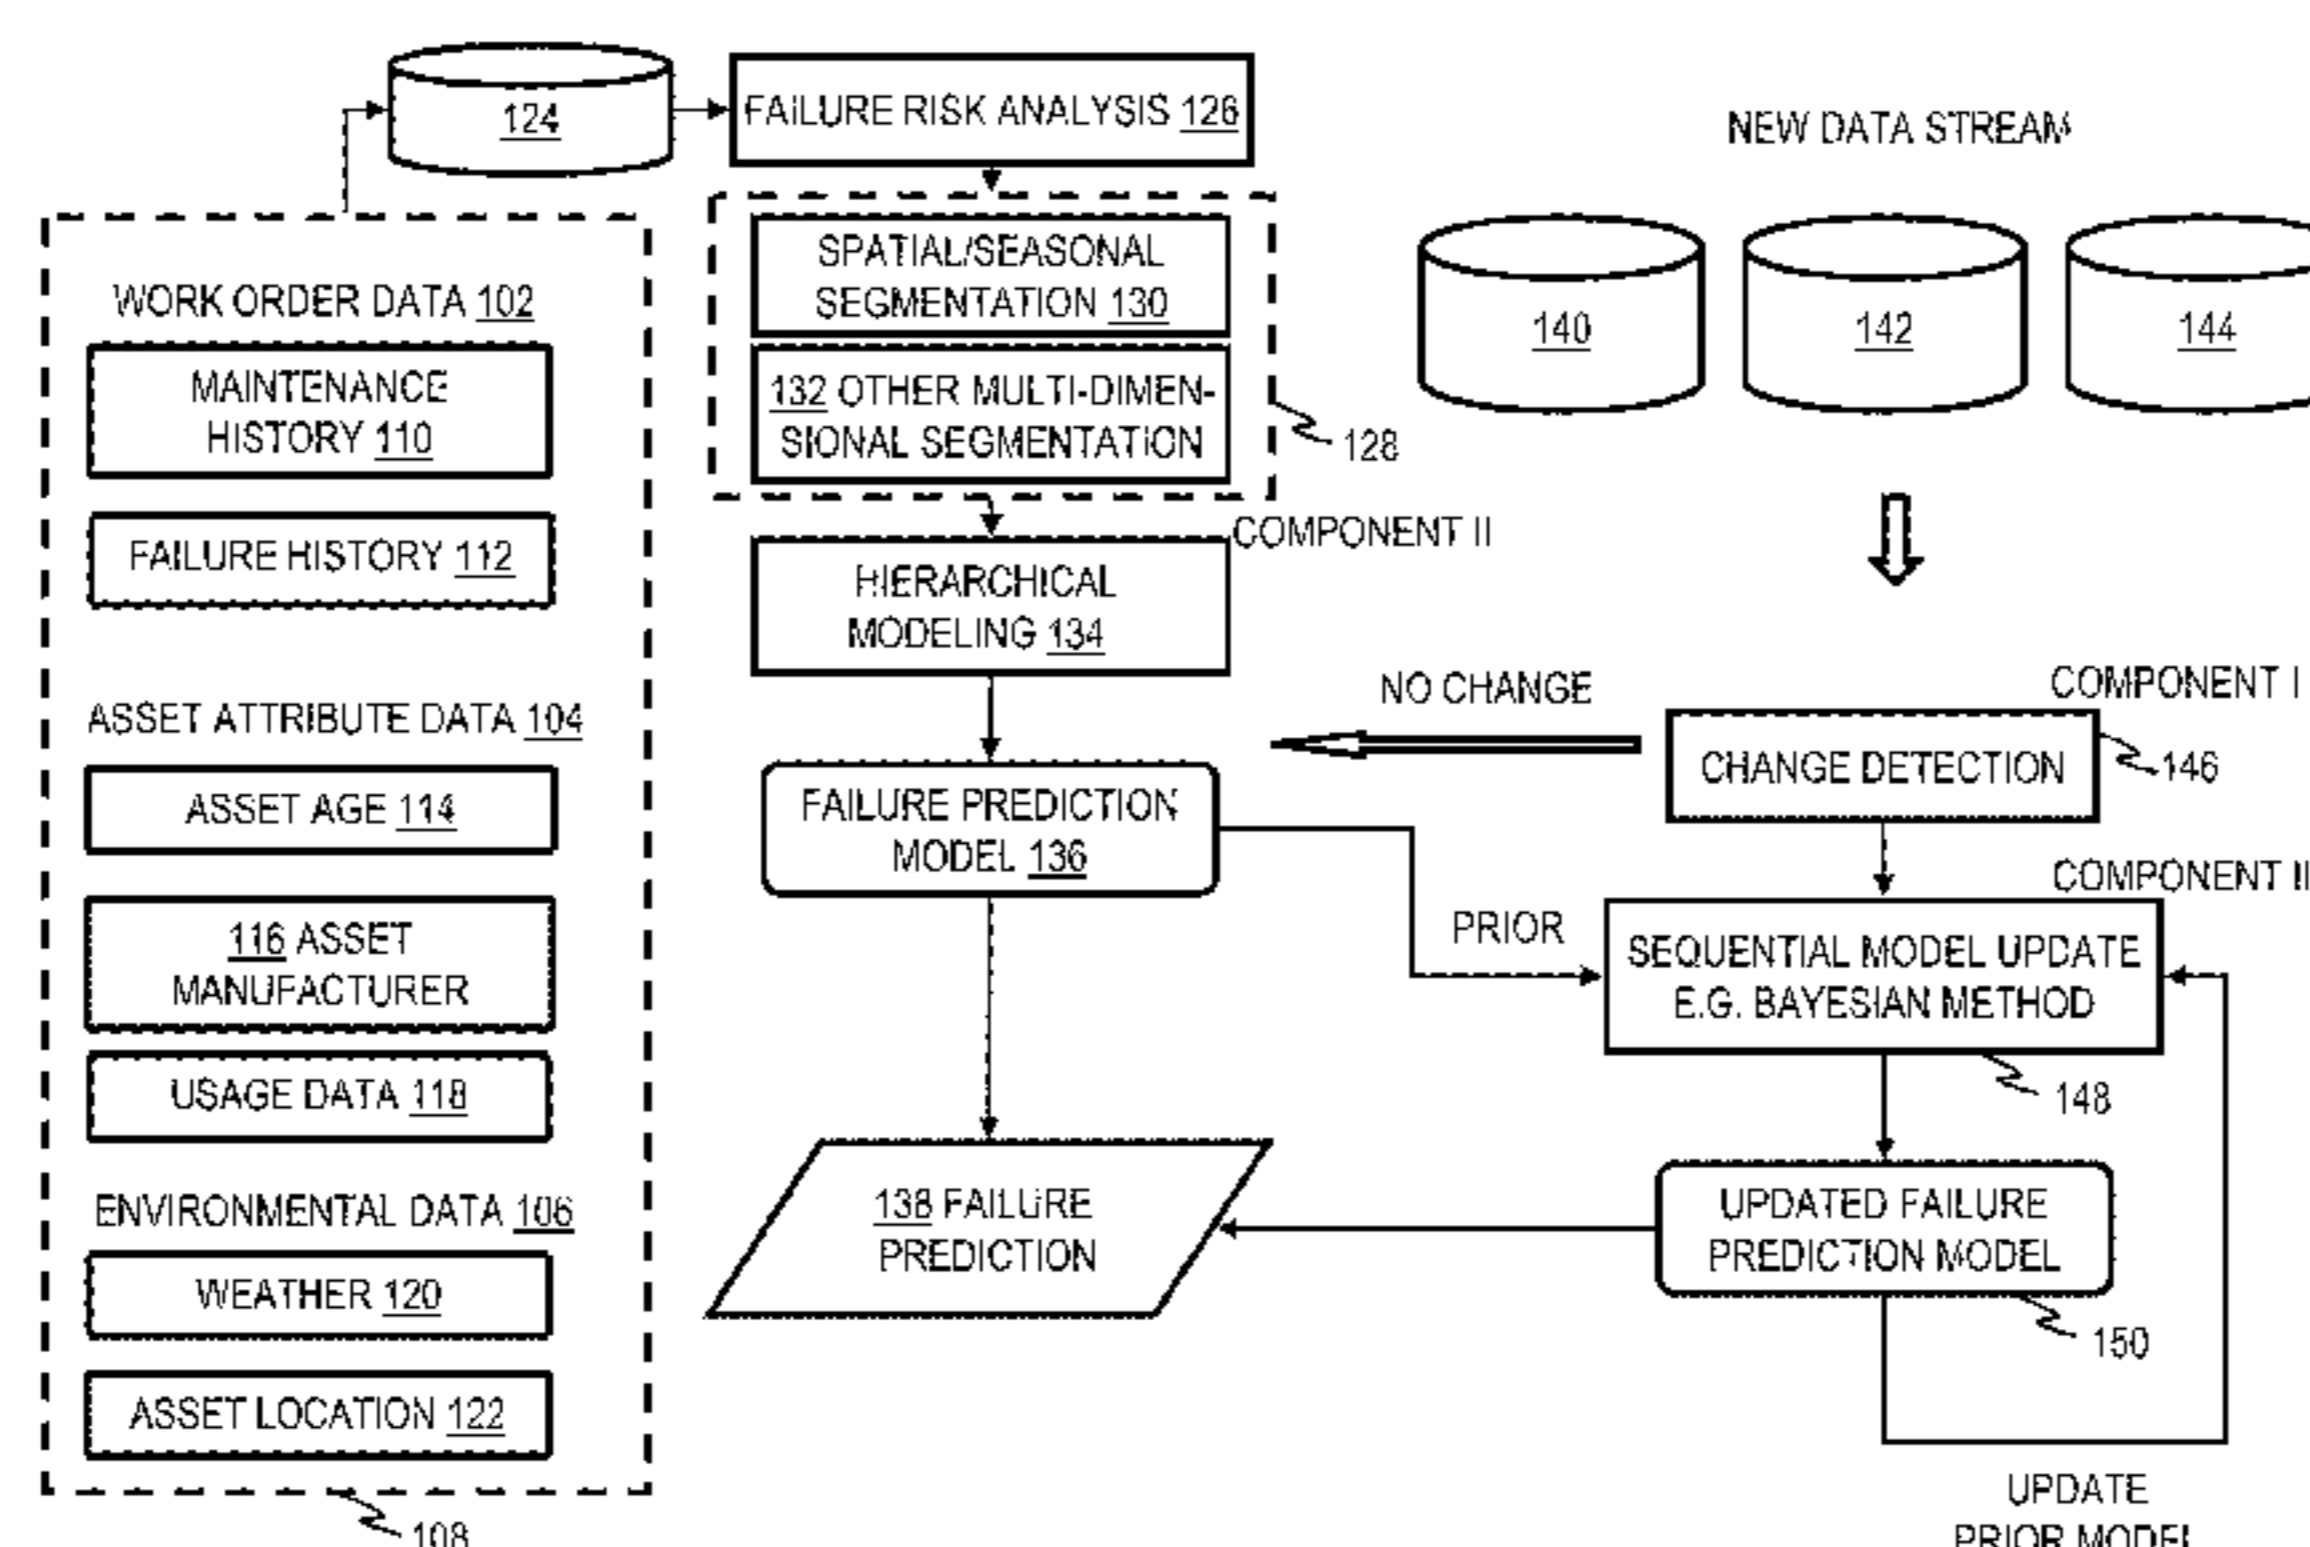 124
FAILURE RISK ANALYSIS 126
NEW DATA STREAM
WORK ORDER DATA 102
MAINTENANCE
HISTORY 110
FAILURE HISTORY 112
ASSET ATTRIBUTE DATA 104
ASSET AGE 114
116 ASSET
MANUFACTURER
USAGE DATA 118
ENVIRONMENTAL DATA 106
WEATHER 120
ASSET LOCATION 122
108
SPATIAL/SEASONAL
SEGMENTATION 130
132 OTHER MULTI-DIMEN-
SIONAL SEGMENTATION
128
COMPONENT II
HIERARCHICAL
MODELING 134
FAILURE PREDICTION
MODEL 136
138 FAILURE
PREDICTION
140
142
144
NO CHANGE
COMPONENT I
CHANGE DETECTION
146
COMPONENT II
PRIOR
SEQUENTIAL MODEL UPDATE
E.G. BAYESIAN METHOD
148
UPDATED FAILURE
PREDICTION MODEL
150
UPDATE
PRIOR MODEL